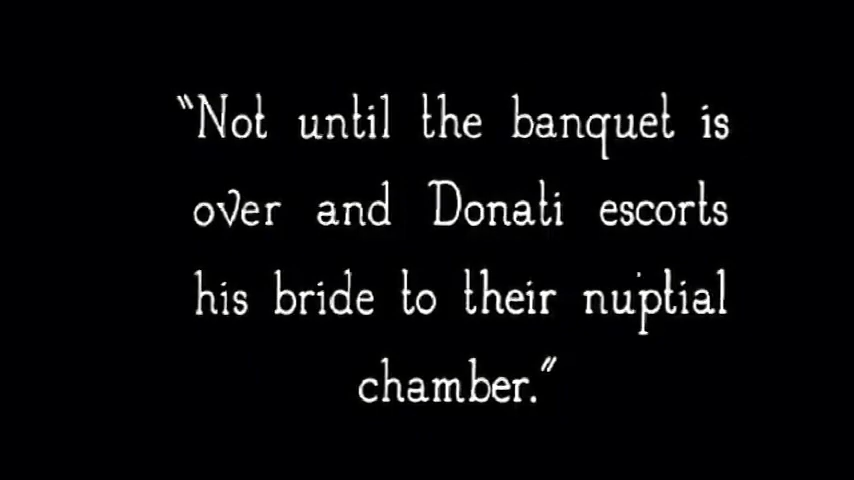 “Not until the banquet is
over and Donati escorts
his bride to their nuptial
chamber.”